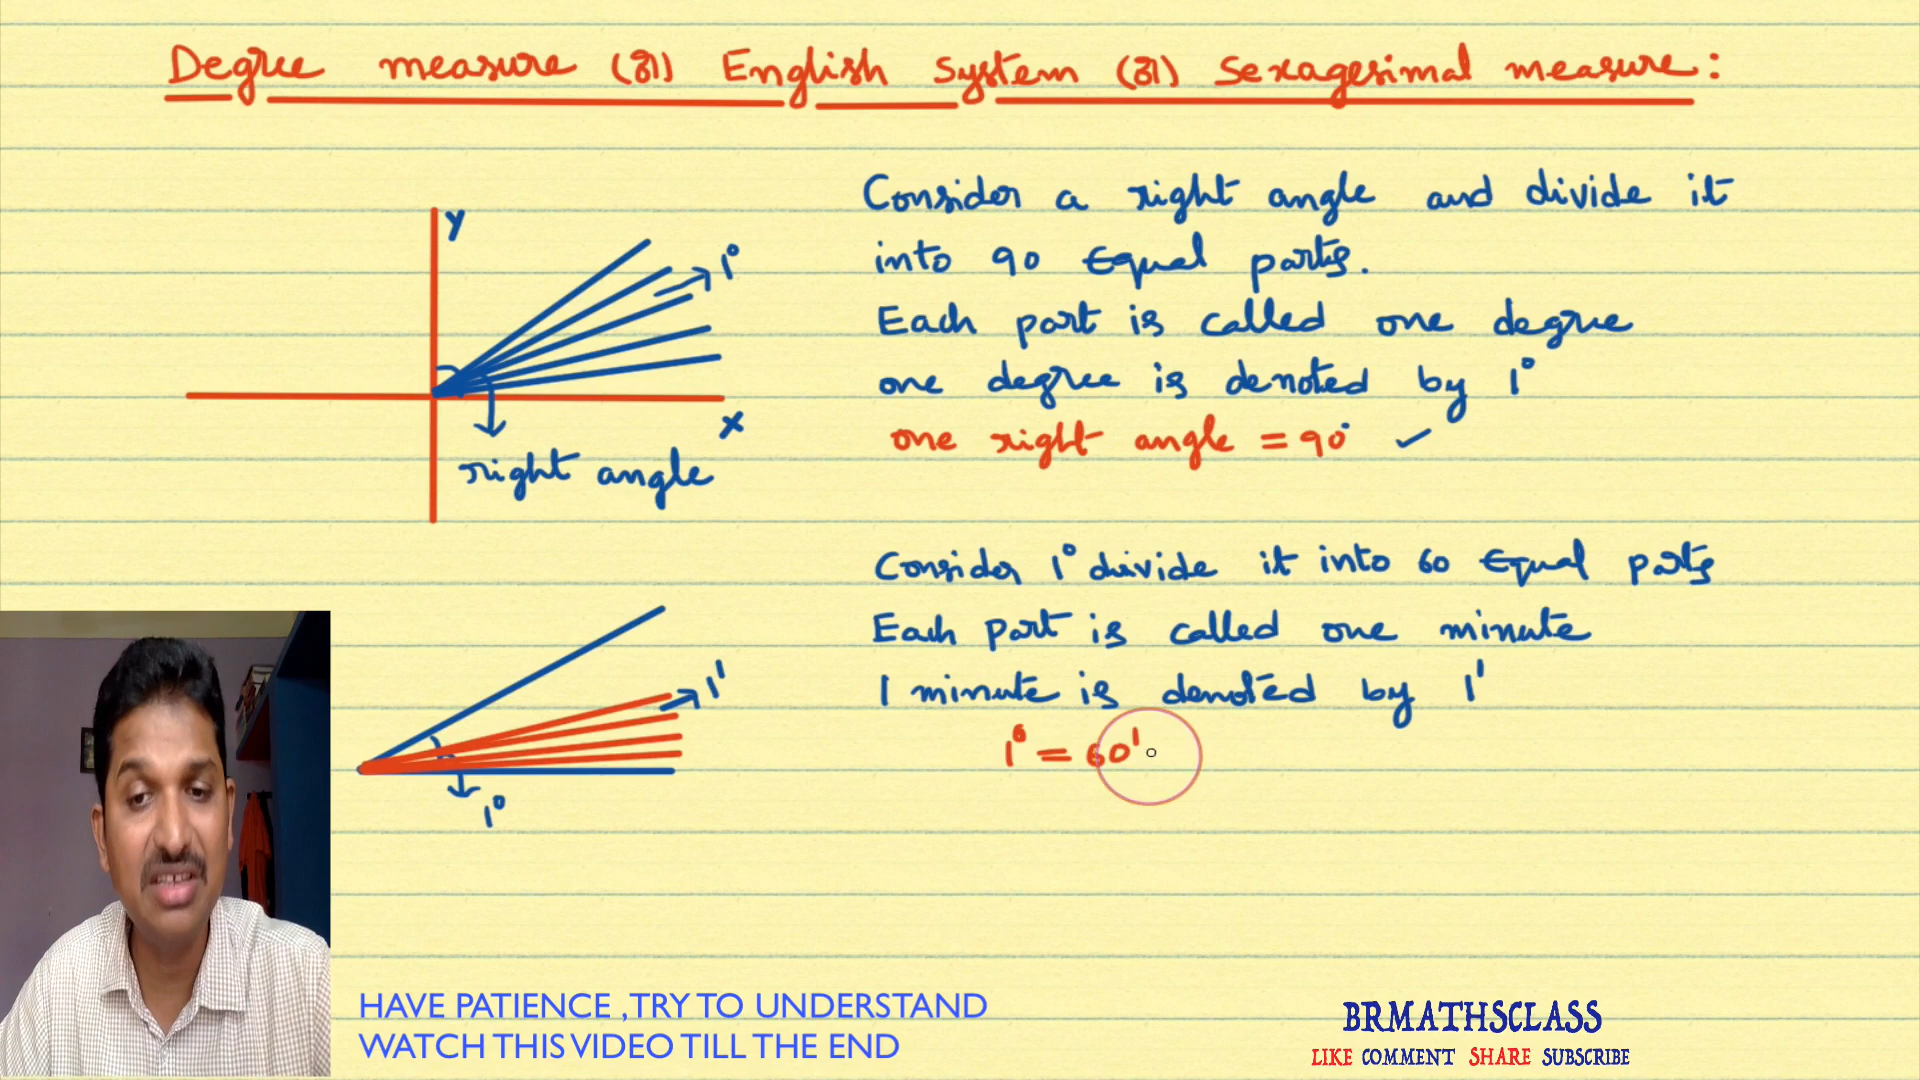 Degree measure (or) English system (or) Sexagesimal measure:
Consider a right angle and divide it
into 90 Equal parts.
Each part is called one degree
one degree is denoted by 1°
one right angle = 90° ✓
y
1°
x
right angle
Consider 1° divide it into 60 Equal parts
Each part is called one minute
1 minute is denoted by 1'
1° = 60'
1'
1°
HAVE PATIENCE ,TRY TO UNDERSTAND
WATCH THIS VIDEO TILL THE END
BRMATHSCLASS
LIKE COMMENT SHARE SUBSCRIBE